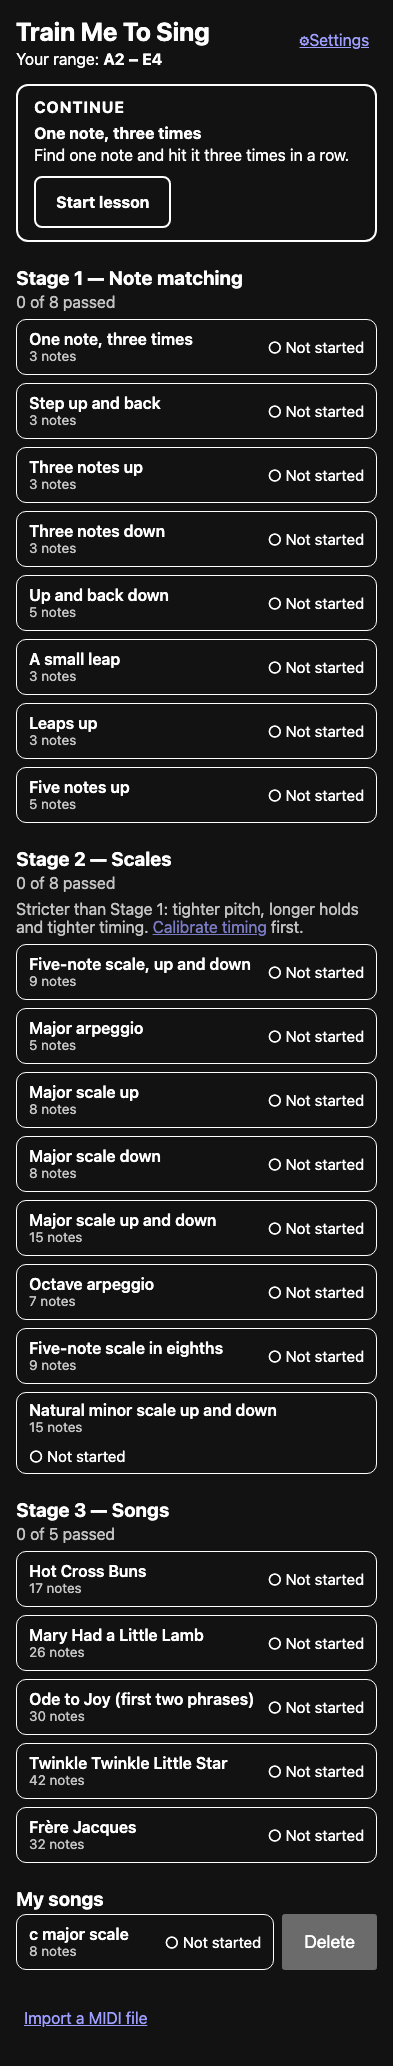 Train Me To Sing
⚙Settings
Your range: A2 – E4
CONTINUE
One note, three times
Find one note and hit it three times in a row.
Start lesson
Stage 1 — Note matching
0 of 8 passed
One note, three times
3 notes
Not started
Step up and back
3 notes
Not started
Three notes up
3 notes
Not started
Three notes down
3 notes
Not started
Up and back down
5 notes
Not started
A small leap
3 notes
Not started
Leaps up
3 notes
Not started
Five notes up
5 notes
Not started
Stage 2 — Scales
0 of 8 passed
Stricter than Stage 1: tighter pitch, longer holds
and tighter timing. Calibrate timing first.
Five-note scale, up and down
9 notes
Not started
Major arpeggio
5 notes
Not started
Major scale up
8 notes
Not started
Major scale down
8 notes
Not started
Major scale up and down
15 notes
Not started
Octave arpeggio
7 notes
Not started
Five-note scale in eighths
9 notes
Not started
Natural minor scale up and down
15 notes
Not started
Stage 3 — Songs
0 of 5 passed
Hot Cross Buns
17 notes
Not started
Mary Had a Little Lamb
26 notes
Not started
Ode to Joy (first two phrases)
30 notes
Not started
Twinkle Twinkle Little Star
42 notes
Not started
Frère Jacques
32 notes
Not started
My songs
c major scale
8 notes
Not started
Delete
Import a MIDI file